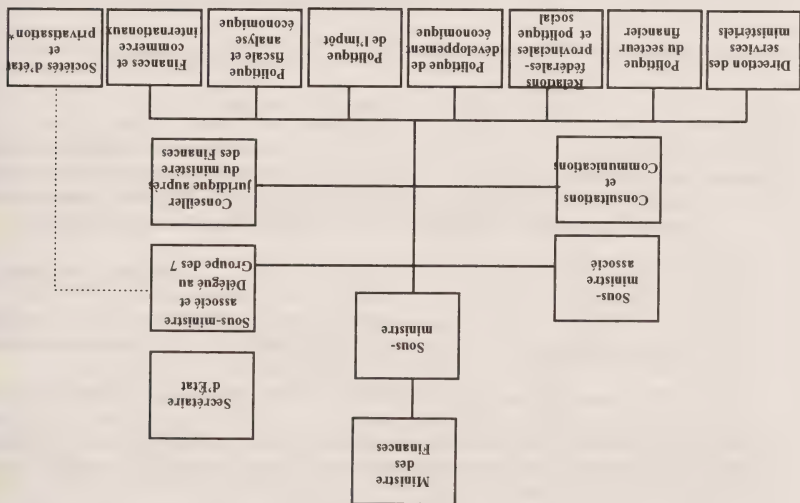 Ministre
des
Finances
Secrétaire
d'État
Sous-
ministre
Sous-
ministre
associé
Sous-ministre
associé et
Délégué au
Groupe des 7
Consultations
et
Communications
Conseiller
juridique auprès
du ministère
des Finances
Direction des
services
ministériels
Politique
du secteur
financier
Relations
fédérales-
provinciales
et politique
social
Politique de
développement
économique
Politique
de l'impôt
Politique
fiscale et
analyse
économique
Finances et
commerce
internationaux
Sociétés d'état
et
privatisation*